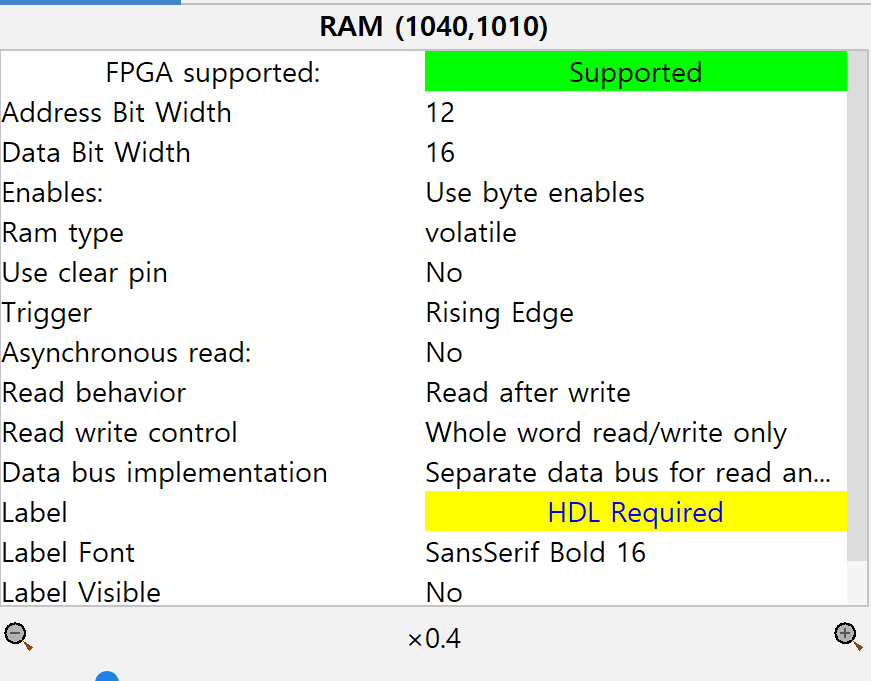 RAM (1040,1010)
FPGA supported: Supported
Address Bit Width 12
Data Bit Width 16
Enables: Use byte enables
Ram type volatile
Use clear pin No
Trigger Rising Edge
Asynchronous read: No
Read behavior Read after write
Read write control Whole word read/write only
Data bus implementation Separate data bus for read an...
Label HDL Required
Label Font SansSerif Bold 16
Label Visible No
×0.4